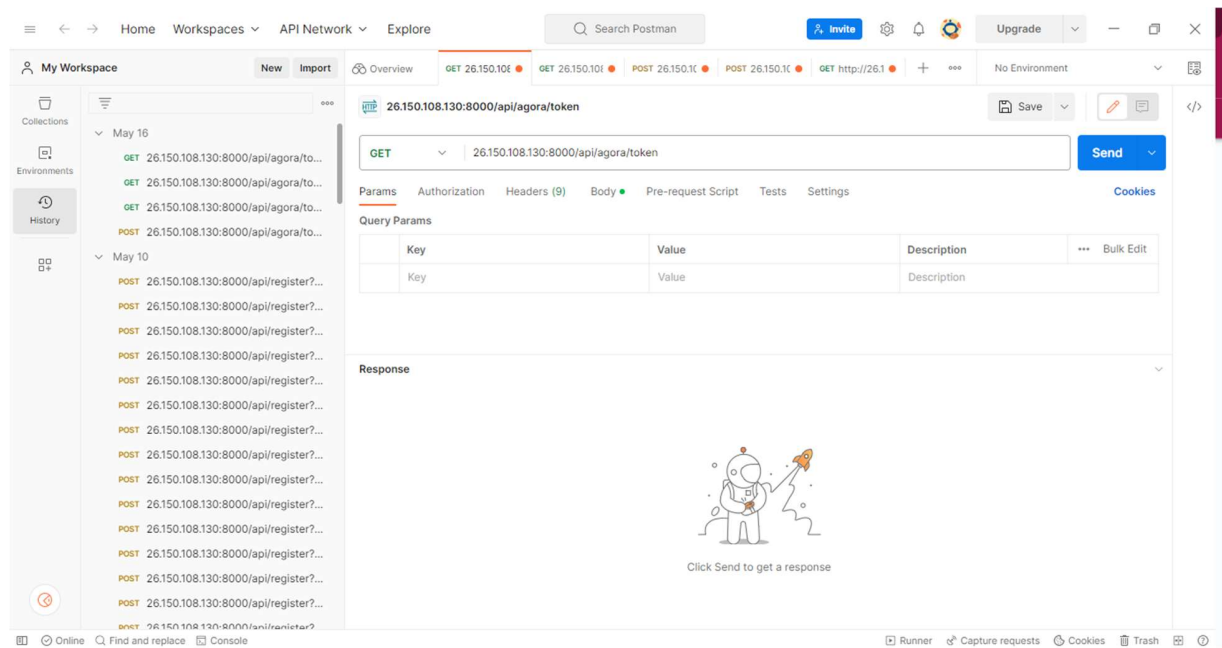 Home Workspaces API Network Explore Search Postman Invite Upgrade
My Workspace New Import Overview GET 26.150.108 GET 26.150.108 POST 26.150.10 POST 26.150.10 GET http://26.1 No Environment
Collections
Environments
History
May 16
GET 26.150.108.130:8000/api/agora/to...
GET 26.150.108.130:8000/api/agora/to...
GET 26.150.108.130:8000/api/agora/to...
POST 26.150.108.130:8000/api/agora/to...
May 10
POST 26.150.108.130:8000/api/register?...
POST 26.150.108.130:8000/api/register?...
POST 26.150.108.130:8000/api/register?...
POST 26.150.108.130:8000/api/register?...
POST 26.150.108.130:8000/api/register?...
POST 26.150.108.130:8000/api/register?...
POST 26.150.108.130:8000/api/register?...
POST 26.150.108.130:8000/api/register?...
POST 26.150.108.130:8000/api/register?...
POST 26.150.108.130:8000/api/register?...
POST 26.150.108.130:8000/api/register?...
POST 26.150.108.130:8000/api/register?...
POST 26.150.108.130:8000/api/register?...
POST 26.150.108.130:8000/api/register?...
POST 26.150.108.130:8000/api/register?
HTTP 26.150.108.130:8000/api/agora/token Save </>
GET 26.150.108.130:8000/api/agora/token Send
Params Authorization Headers (9) Body Pre-request Script Tests Settings Cookies
Query Params
Key Value Description Bulk Edit
Key Value Description
Response
Click Send to get a response
Online Find and replace Console Runner Capture requests Cookies Trash